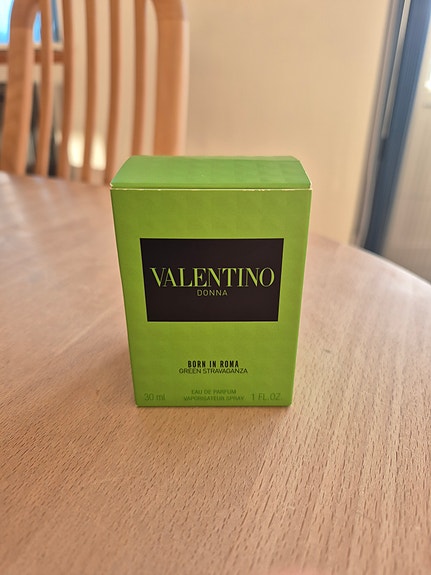 VALENTINO
DONNA
BORN IN ROMA
GREEN STRAVAGANZA
EAU DE PARFUM
30 ml VAPORISATEUR SPRAY 1 FL.OZ.